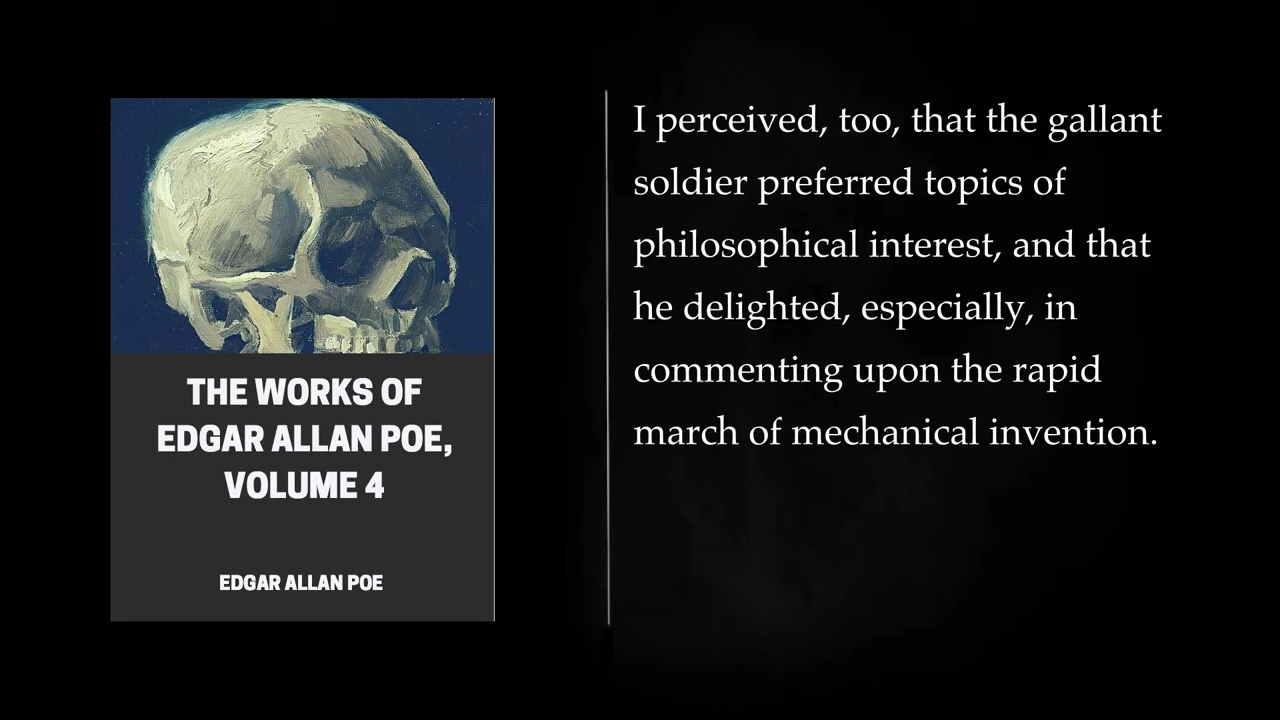 THE WORKS OF
EDGAR ALLAN POE,
VOLUME 4
EDGAR ALLAN POE
I perceived, too, that the gallant
soldier preferred topics of
philosophical interest, and that
he delighted, especially, in
commenting upon the rapid
march of mechanical invention.